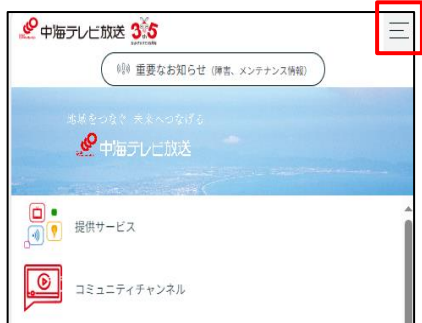 中海テレビ放送 35
重要なお知らせ (障害、メンテナンス情報)
地域をつなぐ 未来へつなげる
中海テレビ放送
提供サービス
コミュニティチャンネル